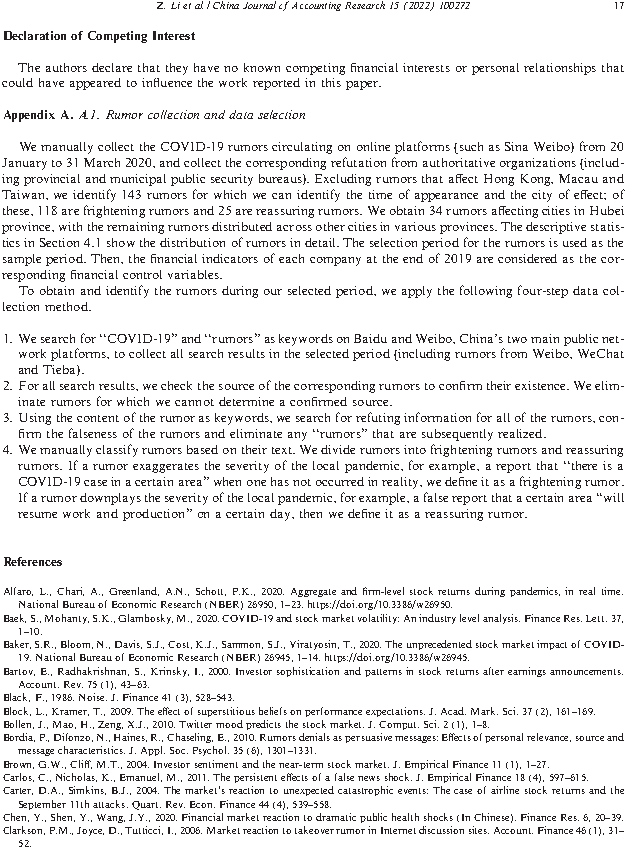 Z. Li et al / China Journal of Accounting Research 15 (2022) 100272 17
Declaration of Competing Interest
The authors declare that they have no known competing financial interests or personal relationships that
could have appeared to influence the work reported in this paper.
Appendix A. A.1. Rumor collection and data selection
We manually collect the COVID-19 rumors circulating on online platforms (such as Sina Weibo) from 20
January to 31 March 2020, and collect the corresponding refutation from authoritative organizations (includ-
ing provincial and municipal public security bureaus). Excluding rumors that affect Hong Kong, Macau and
Taiwan, we identify 143 rumors for which we can identify the time of appearance and the city of effect; of
these, 118 are frightening rumors and 25 are reassuring rumors. We obtain 34 rumors affecting cities in Hubei
province, with the remaining rumors distributed across other cities in various provinces. The descriptive statis-
tics in Section 4.1 show the distribution of rumors in detail. The selection period for the rumors is used as the
sample period. Then, the financial indicators of each company at the end of 2019 are considered as the cor-
responding financial control variables.
To obtain and identify the rumors during our selected period, we apply the following four-step data col-
lection method.
1. We search for “COVID-19” and “rumors” as keywords on Baidu and Weibo, China’s two main public net-
work platforms, to collect all search results in the selected period (including rumors from Weibo, WeChat
and Tieba).
2. For all search results, we check the source of the corresponding rumors to confirm their existence. We elim-
inate rumors for which we cannot determine a confirmed source.
3. Using the content of the rumor as keywords, we search for refuting information for all of the rumors, con-
firm the falseness of the rumors and eliminate any “rumors” that are subsequently realized.
4. We manually classify rumors based on their text. We divide rumors into frightening rumors and reassuring
rumors. If a rumor exaggerates the severity of the local pandemic, for example, a report that “there is a
COVID-19 case in a certain area” when one has not occurred in reality, we define it as a frightening rumor.
If a rumor downplays the severity of the local pandemic, for example, a false report that a certain area “will
resume work and production” on a certain day, then we define it as a reassuring rumor.
References
Alfaro, L., Chari, A., Greenland, A.N., Schott, P.K., 2020. Aggregate and firm-level stock returns during pandemics, in real time.
National Bureau of Economic Research (NBER) 26950, 1–23. https://doi.org/10.3386/w26950.
Baek, S., Mohanty, S.K., Glambosky, M., 2020. COVID-19 and stock market volatility: An industry level analysis. Finance Res. Lett. 37,
1–10.
Baker, S.R., Bloom, N., Davis, S.J., Cost, K.J., Sammon, S.J., Viratyosin, T., 2020. The unprecedented stock market impact of COVID-
19. National Bureau of Economic Research (NBER) 26945, 1–14. https://doi.org/10.3386/w26945.
Bartov, E., Radhakrishnan, S., Krinsky, I., 2000. Investor sophistication and patterns in stock returns after earnings announcements.
Account. Rev. 75 (1), 43–63.
Black, F., 1986. Noise. J. Finance 41 (3), 528–543.
Block, L., Kramer, T., 2009. The effect of superstitious beliefs on performance expectations. J. Acad. Mark. Sci. 37 (2), 161–169.
Bollen, J., Mao, H., Zeng, X.J., 2010. Twitter mood predicts the stock market. J. Comput. Sci. 2 (1), 1–8.
Bordia, P., Difonzo, N., Haines, R., Chaseling, E., 2010. Rumors denials as persuasive messages: Effects of personal relevance, source and
message characteristics. J. Appl. Soc. Psychol. 35 (6), 1301–1331.
Brown, G.W., Cliff, M.T., 2004. Investor sentiment and the near-term stock market. J. Empirical Finance 11 (1), 1–27.
Carlos, C., Nicholas, K., Emanuel, M., 2011. The persistent effects of a false news shock. J. Empirical Finance 18 (4), 597–615.
Carter, D.A., Simkins, B.J., 2004. The market’s reaction to unexpected catastrophic events: The case of airline stock returns and the
September 11th attacks. Quart. Rev. Econ. Finance 44 (4), 539–558.
Chen, Y., Shen, Y., Wang, J.Y., 2020. Financial market reaction to dramatic public health shocks (In Chinese). Finance Res. 6, 20–39.
Clarkson, P.M., Joyce, D., Tutticci, I., 2006. Market reaction to takeover rumor in Internet discussion sites. Account. Finance 46 (1), 31–
52.